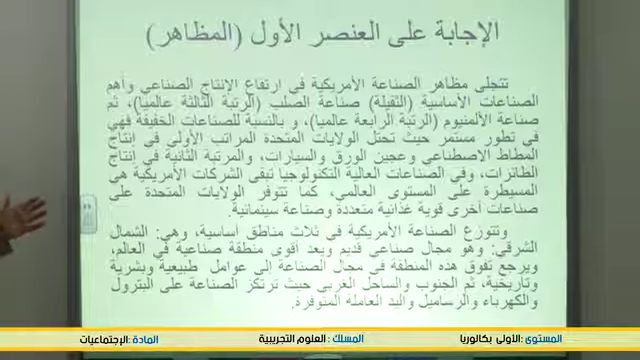 الإجابة على العنصر الأول (المظاهر)
تتجلى مظاهر الصناعة الأمريكية في ارتفاع الإنتاج الصناعي وأهم
الصناعات الأساسية (الثقيلة) صناعة الصلب (الرتبة الثالثة عالميا)، ثم
صناعة الألمنيوم (الرتبة الرابعة عالميا)، و بالنسبة للصناعات الخفيفة فهي
في تطور مستمر حيث تحتل الولايات المتحدة المراتب الأولى في إنتاج
المطاط الاصطناعي وعجين الورق والسيارات، والمرتبة الثانية في إنتاج
الطائرات، وفي الصناعات العالية التكنولوجيا تبقى الشركات الأمريكية هي
المسيطرة على المستوى العالمي، كما تتوفر الولايات المتحدة على
صناعات أخرى قوية غذائية متعددة وصناعة سينمائية.
وتتوزع الصناعة الأمريكية في ثلاث مناطق أساسية، وهي: الشمال
الشرقي: وهو مجال صناعي قديم ويعد أقوى منطقة صناعية في العالم،
ويرجع تفوق هذه المنطقة في مجال الصناعة إلى عوامل طبيعية وبشرية
وتاريخية، ثم الجنوب والساحل الغربي حيث ترتكز الصناعة على البترول
والكهرباء والرساميل واليد العاملة المتوفرة.
المستوى :الأولى بكالوريا المسلك : العلوم التجريبية المادة :الإجتماعيات